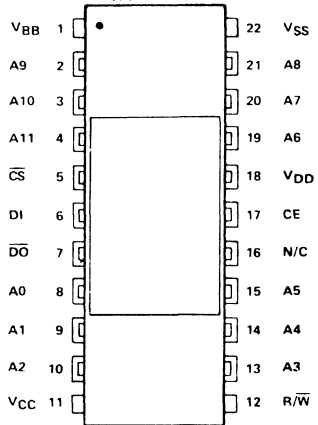 VBB 1 22 VSS
A9 2 21 A8
A10 3 20 A7
A11 4 19 A6
C̅S̅ 5 18 VDD
DI 6 17 CE
D̅O̅ 7 16 N/C
A0 8 15 A5
A1 9 14 A4
A2 10 13 A3
VCC 11 12 R/W̅